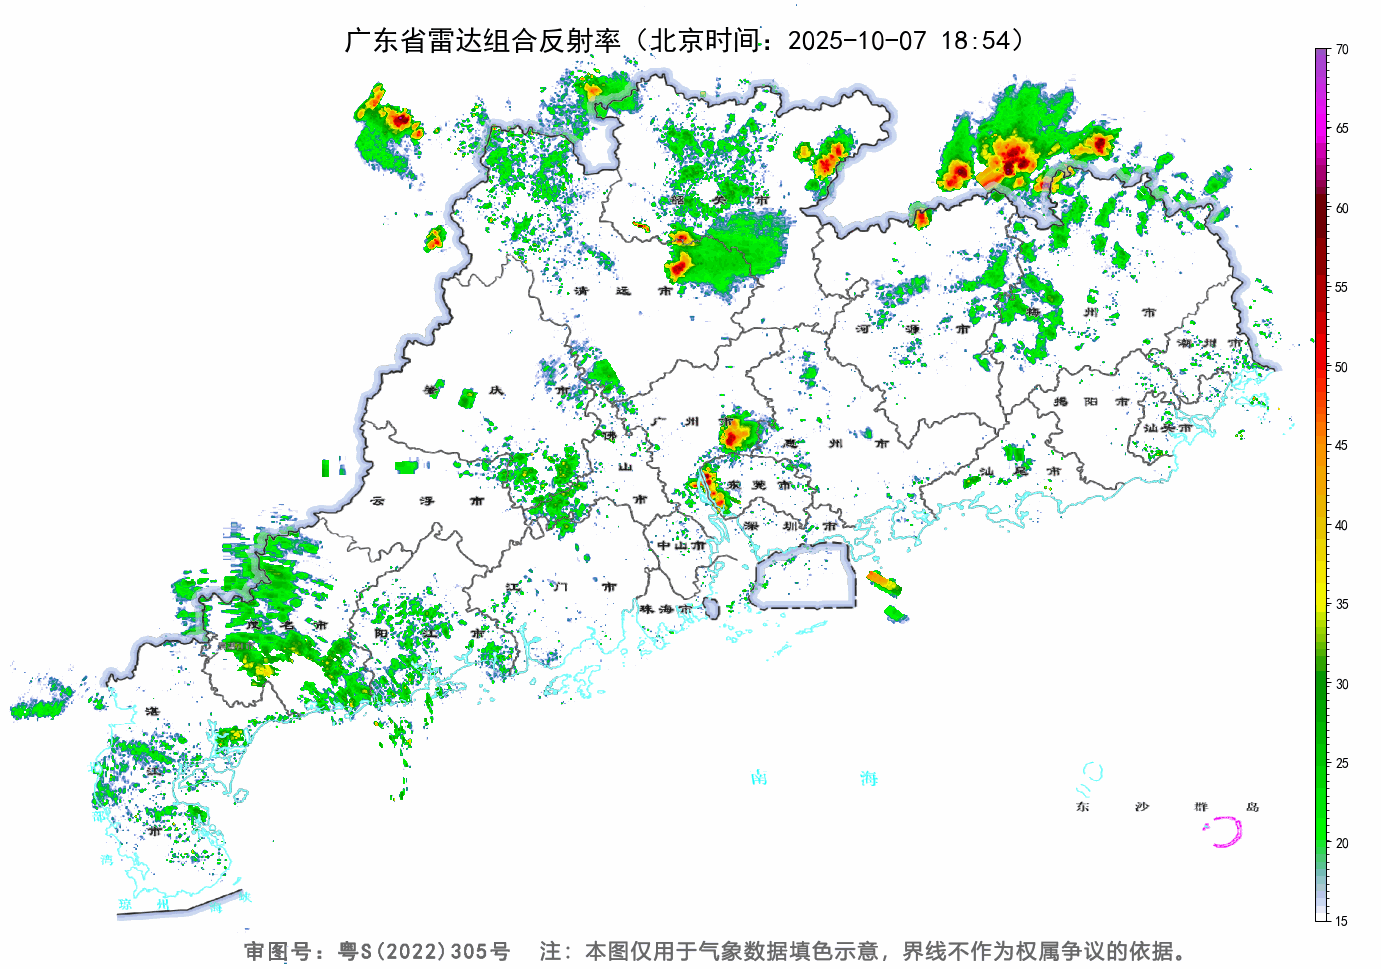 广东省雷达组合反射率（北京时间：2025-10-07 18:54）
70
65
60
55
50
45
40
35
30
25
20
15
韶 关 市
清 远 市
河 源 市
梅 州 市
潮 州 市
肇 庆 市
广 州 市
佛 山 市
惠 州 市
揭 阳 市
汕头市
汕 尾 市
云 浮 市
东 莞 市
深 圳 市
中山市
江 门 市
珠海市
茂 名 市
阳 江 市
湛 江 市
南 海
东 沙 群 岛
湾
琼 州 海 峡
审图号：粤S(2022)305号 注：本图仅用于气象数据填色示意，界线不作为权属争议的依据。